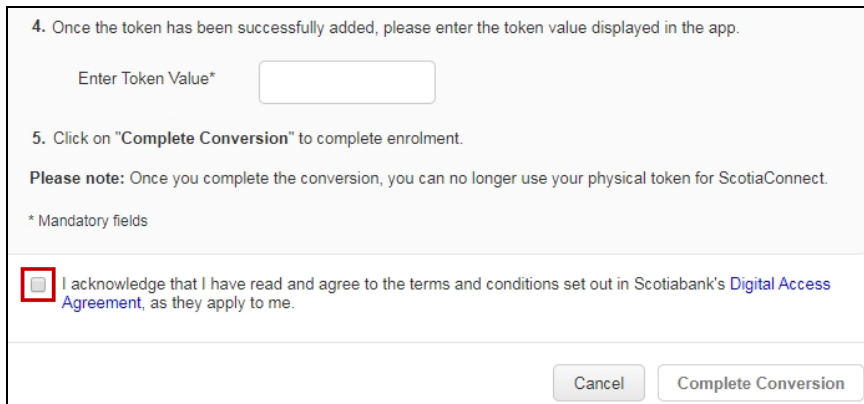 4. Once the token has been successfully added, please enter the token value displayed in the app.
Enter Token Value*
5. Click on "Complete Conversion" to complete enrolment.
Please note: Once you complete the conversion, you can no longer use your physical token for ScotiaConnect.
* Mandatory fields
I acknowledge that I have read and agree to the terms and conditions set out in Scotiabank's Digital Access
Agreement, as they apply to me.
Cancel Complete Conversion